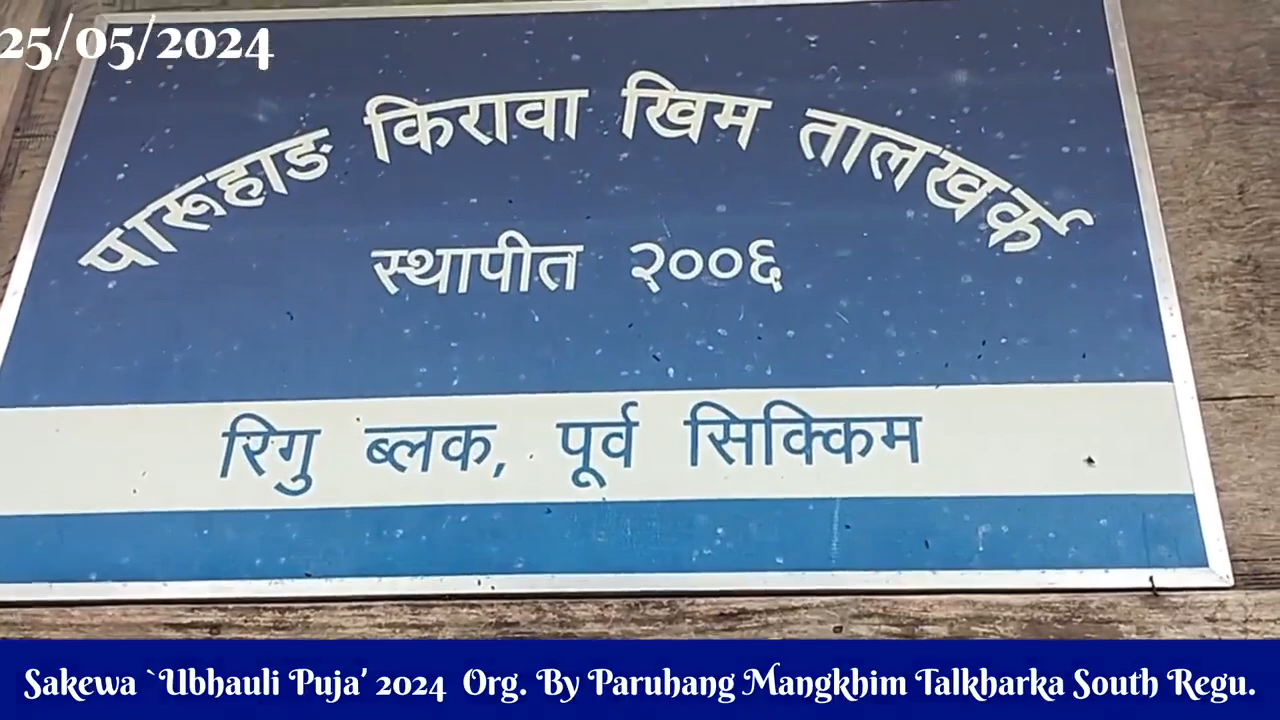 25/05/2024
पारूहाङ किरावा खिम तालखर्क
स्थापीत २००६
रिगु ब्लक, पूर्व सिक्किम
Sakewa `Ubhauli Puja' 2024 Org. By Paruhang Mangkhim Talkharka South Regu.